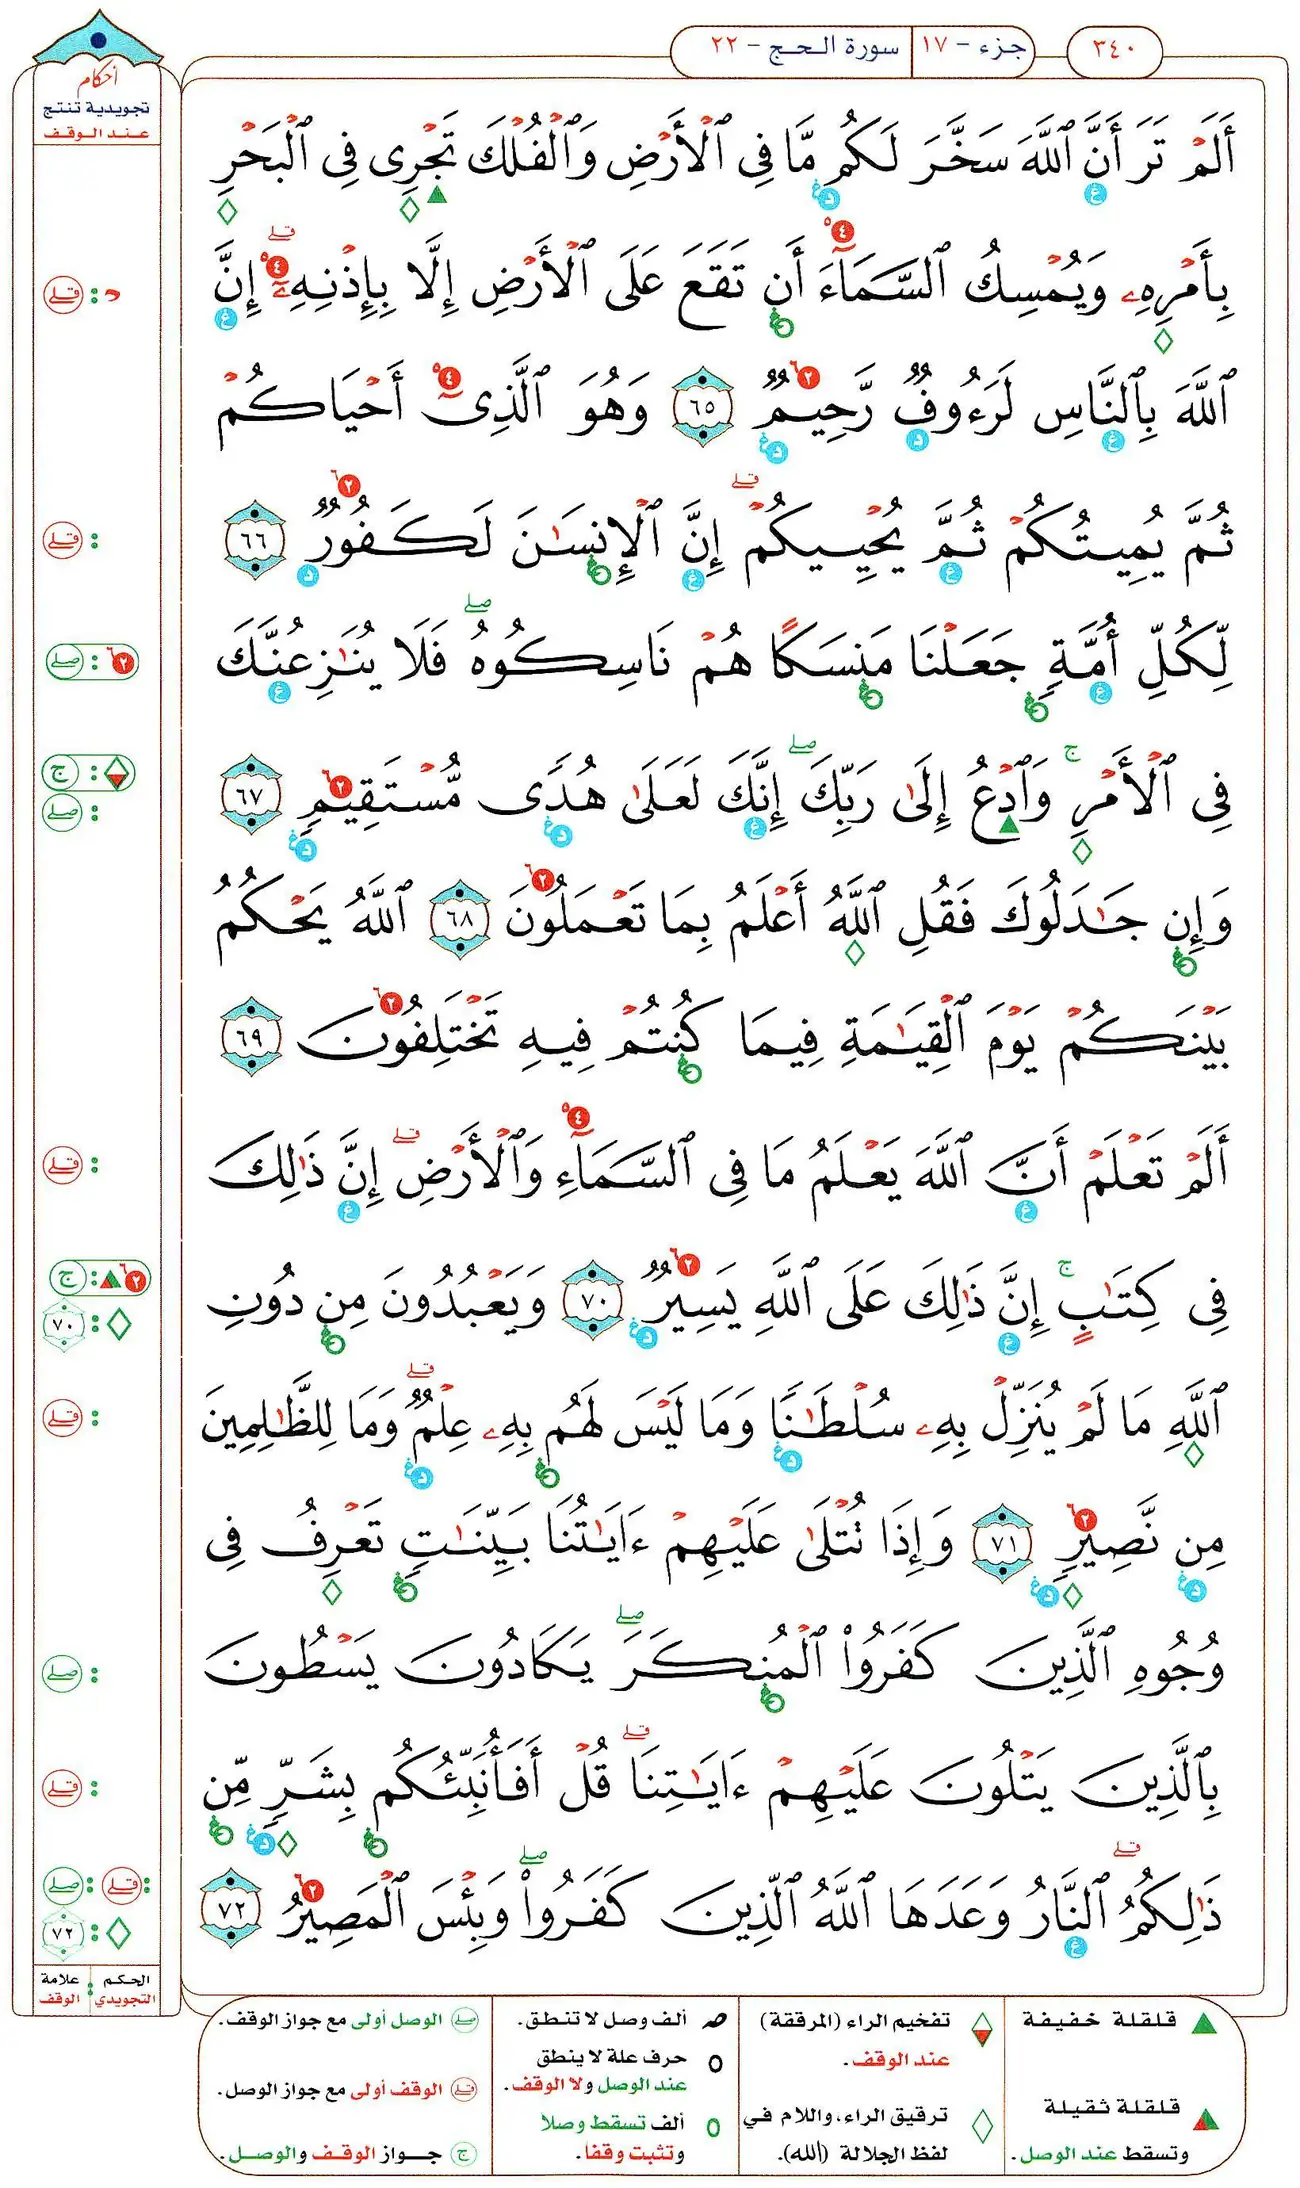 ٣٤٠
جزء - ١٧
سورة الحج - ٢٢
أحكام
تجويدية تنتج
عند الوقف
أَلَمْ تَرَ أَنَّ ٱللَّهَ سَخَّرَ لَكُم مَّا فِى ٱلْأَرْضِ وَٱلْفُلْكَ تَجْرِى فِى ٱلْبَحْرِ
بِأَمْرِهِۦ وَيُمْسِكُ ٱلسَّمَآءَ أَن تَقَعَ عَلَى ٱلْأَرْضِ إِلَّا بِإِذْنِهِۦٓ ۗ إِنَّ
ٱللَّهَ بِٱلنَّاسِ لَرَءُوفٌ رَّحِيمٌ ٦٥ وَهُوَ ٱلَّذِىٓ أَحْيَاكُمْ
ثُمَّ يُمِيتُكُمْ ثُمَّ يُحْيِيكُمْ ۗ إِنَّ ٱلْإِنسَٰنَ لَكَفُورٌ ٦٦
لِّكُلِّ أُمَّةٍ جَعَلْنَا مَنسَكًا هُمْ نَاسِكُوهُ ۖ فَلَا يُنَٰزِعُنَّكَ
فِى ٱلْأَمْرِ ۚ وَٱدْعُ إِلَىٰ رَبِّكَ ۖ إِنَّكَ لَعَلَىٰ هُدًى مُّسْتَقِيمٍ ٦٧
وَإِن جَٰدَلُوكَ فَقُلِ ٱللَّهُ أَعْلَمُ بِمَا تَعْمَلُونَ ٦٨ ٱللَّهُ يَحْكُمُ
بَيْنَكُمْ يَوْمَ ٱلْقِيَٰمَةِ فِيمَا كُنتُمْ فِيهِ تَخْتَلِفُونَ ٦٩
أَلَمْ تَعْلَمْ أَنَّ ٱللَّهَ يَعْلَمُ مَا فِى ٱلسَّمَآءِ وَٱلْأَرْضِ ۗ إِنَّ ذَٰلِكَ
فِى كِتَٰبٍ ۚ إِنَّ ذَٰلِكَ عَلَى ٱللَّهِ يَسِيرٌ ٧٠ وَيَعْبُدُونَ مِن دُونِ
ٱللَّهِ مَا لَمْ يُنَزِّلْ بِهِۦ سُلْطَٰنًا وَمَا لَيْسَ لَهُم بِهِۦ عِلْمٌ ۗ وَمَا لِلظَّٰلِمِينَ
مِن نَّصِيرٍ ٧١ وَإِذَا تُتْلَىٰ عَلَيْهِمْ ءَايَٰتُنَا بَيِّنَٰتٍ تَعْرِفُ فِى
وُجُوهِ ٱلَّذِينَ كَفَرُوا۟ ٱلْمُنكَرَ ۖ يَكَادُونَ يَسْطُونَ
بِٱلَّذِينَ يَتْلُونَ عَلَيْهِمْ ءَايَٰتِنَا ۗ قُلْ أَفَأُنَبِّئُكُم بِشَرٍّ مِّن
ذَٰلِكُمُ ۗ ٱلنَّارُ وَعَدَهَا ٱللَّهُ ٱلَّذِينَ كَفَرُوا۟ ۖ وَبِئْسَ ٱلْمَصِيرُ ٧٢
الحكم التجويدي : علامة الوقف
قلقلة خفيفة
قلقلة ثقيلة
وتسقط عند الوصل.
تفخيم الراء (المرققة)
عند الوقف.
ترقيق الراء، واللام في
لفظ الجلالة (الله).
ألف وصل لا تنطق.
حرف علة لا ينطق
عند الوصل ولا الوقف.
ألف تسقط وصلاً
وتثبت وقفاً.
صلے الوصل أولى مع جواز الوقف.
قلے الوقف أولى مع جواز الوصل.
ج جواز الوقف والوصل.